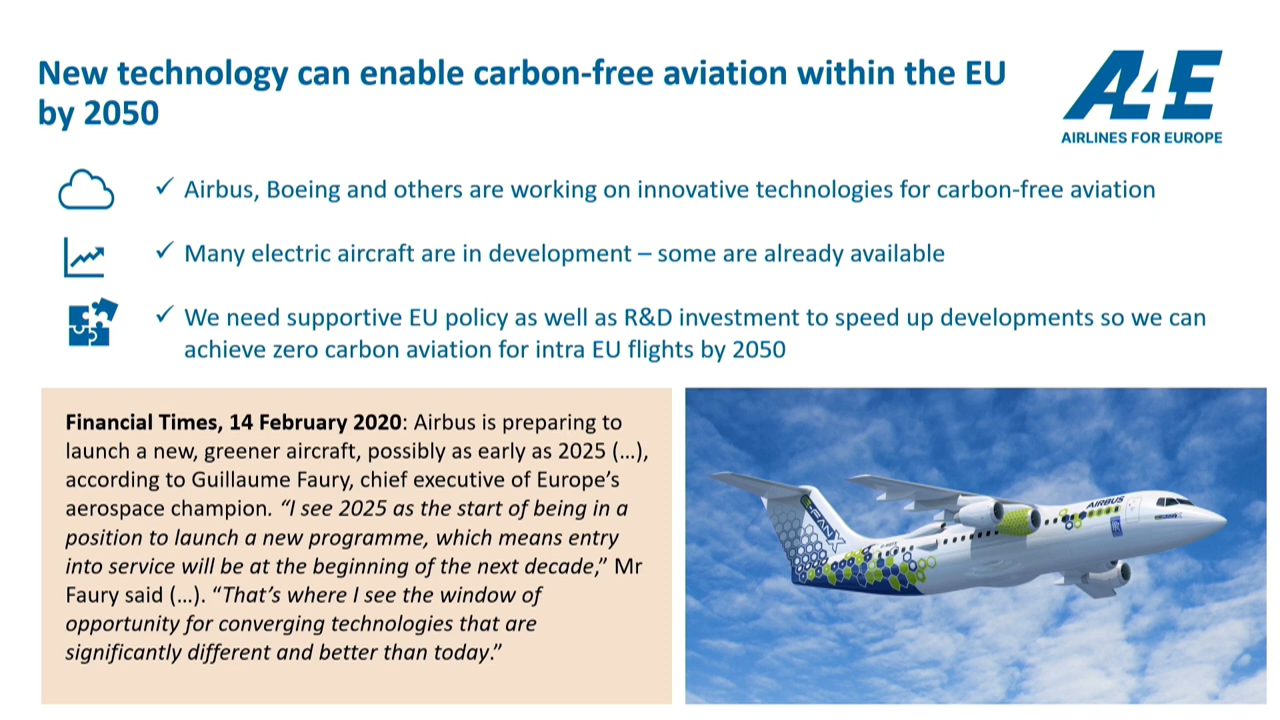 New technology can enable carbon-free aviation within the EU
by 2050
A4E
AIRLINES FOR EUROPE
✓ Airbus, Boeing and others are working on innovative technologies for carbon-free aviation
✓ Many electric aircraft are in development – some are already available
✓ We need supportive EU policy as well as R&D investment to speed up developments so we can
achieve zero carbon aviation for intra EU flights by 2050
Financial Times, 14 February 2020: Airbus is preparing to
launch a new, greener aircraft, possibly as early as 2025 (…),
according to Guillaume Faury, chief executive of Europe’s
aerospace champion. “I see 2025 as the start of being in a
position to launch a new programme, which means entry
into service will be at the beginning of the next decade,” Mr
Faury said (…). “That’s where I see the window of
opportunity for converging technologies that are
significantly different and better than today.”
E-FAN X
AIRBUS